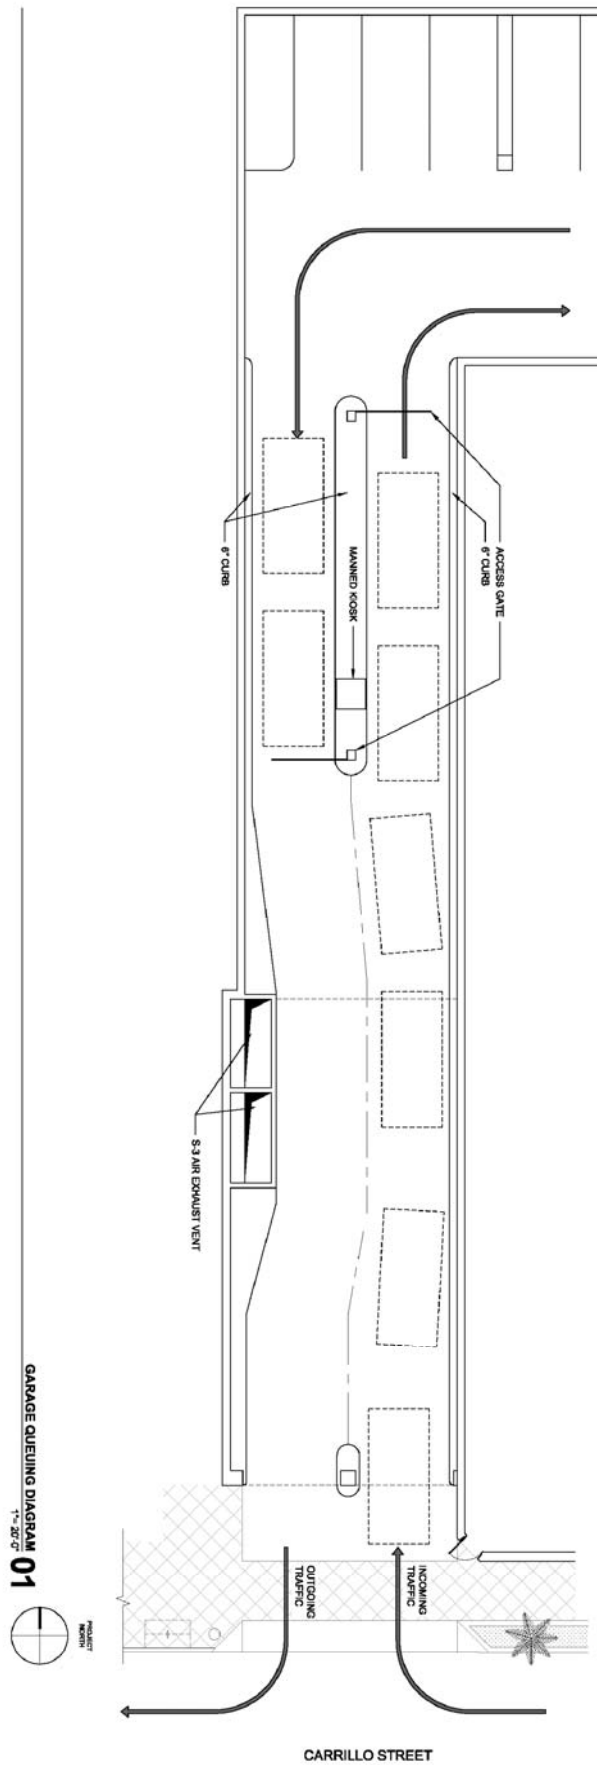 ACCESS GATE
6" CURB
MANNED KIOSK
6" CURB
S-3 AIR EXHAUST VENT
INCOMING
TRAFFIC
OUTGOING
TRAFFIC
GARAGE QUEUING DIAGRAM
1"= 20'-0"
01
PROJECT
NORTH
CARRILLO STREET